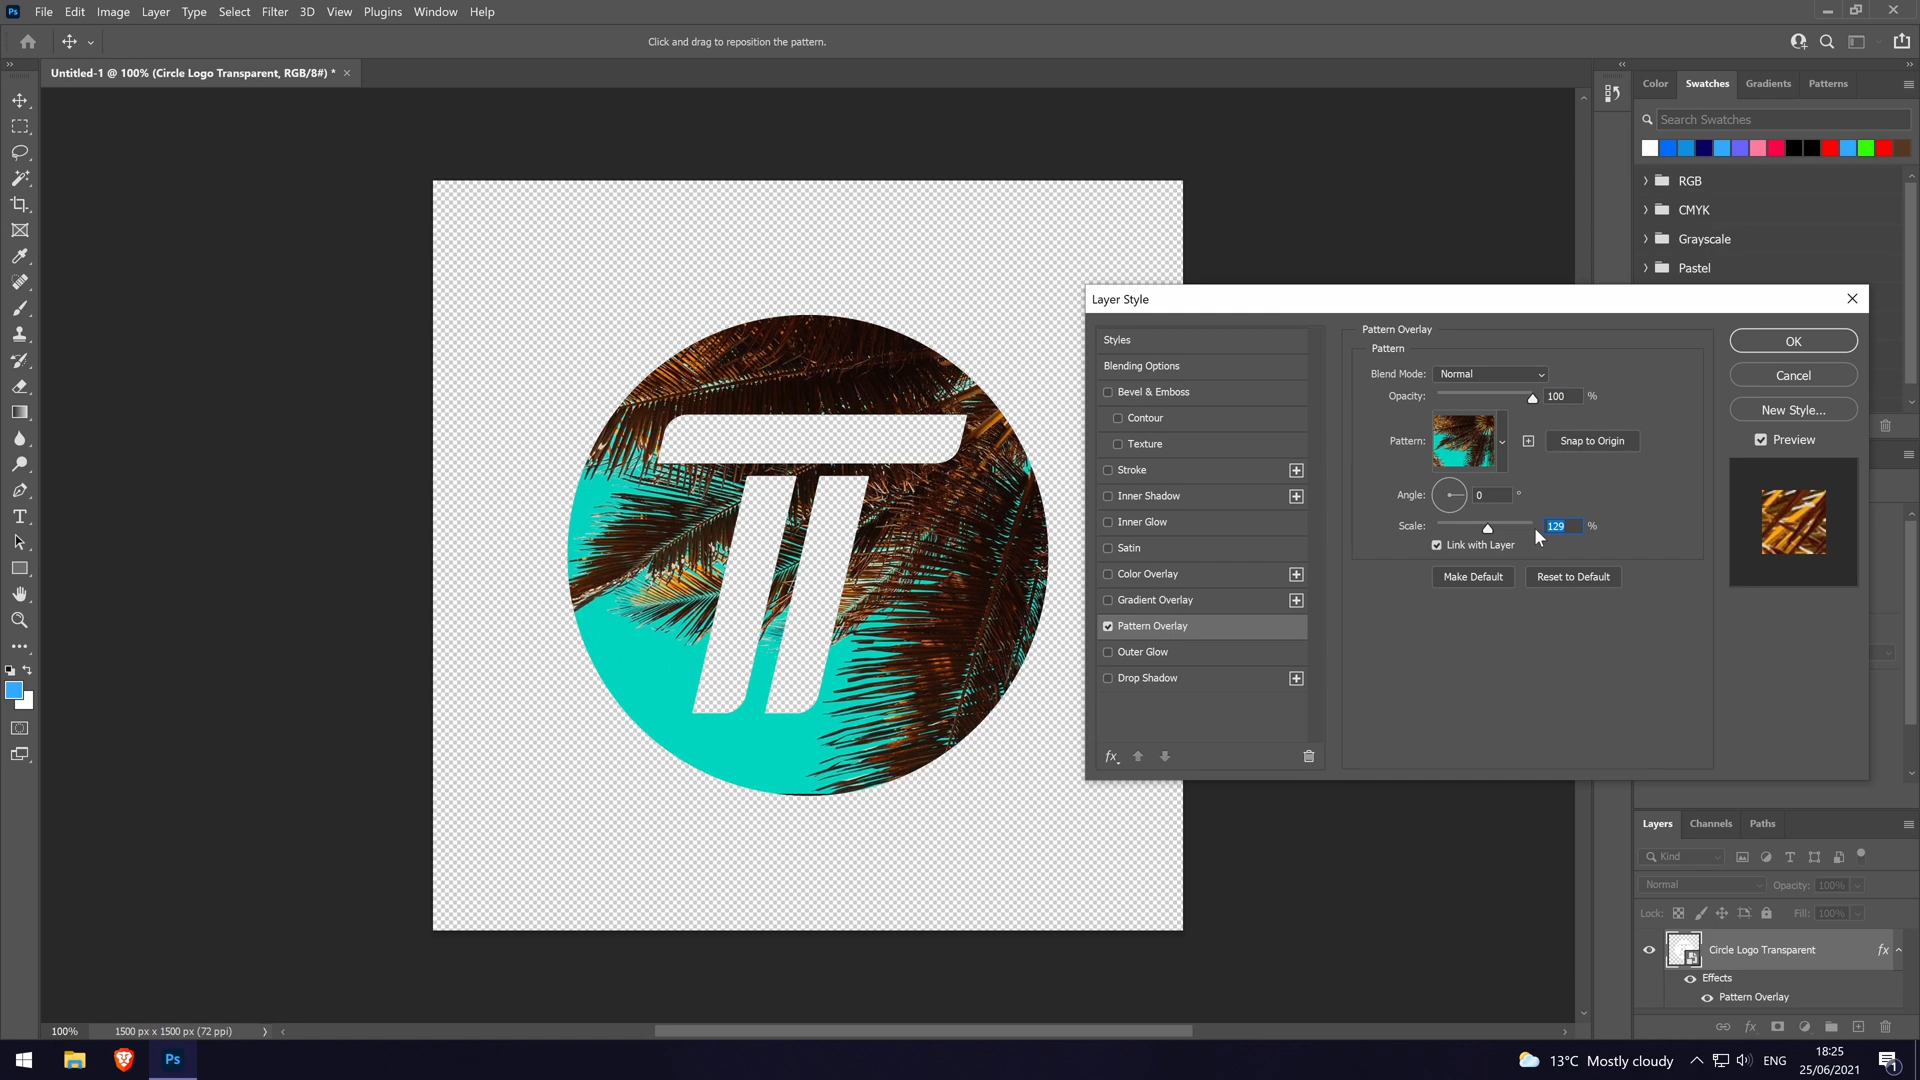 Ps File Edit Image Layer Type Select Filter 3D View Plugins Window Help
Click and drag to reposition the pattern.
Untitled-1 @ 100% (Circle Logo Transparent, RGB/8#) *
Color Swatches Gradients Patterns
Search Swatches
RGB
CMYK
Grayscale
Pastel
Layer Style
Styles
Blending Options
Bevel & Emboss
Contour
Texture
Stroke
Inner Shadow
Inner Glow
Satin
Color Overlay
Gradient Overlay
Pattern Overlay
Outer Glow
Drop Shadow
fx
Pattern Overlay
Pattern
Blend Mode: Normal
Opacity: 100 %
Pattern: Snap to Origin
Angle: 0 °
Scale: 129 %
Link with Layer
Make Default Reset to Default
OK
Cancel
New Style...
Preview
Layers Channels Paths
Kind
Normal Opacity: 100%
Lock: Fill: 100%
Circle Logo Transparent fx
Effects
Pattern Overlay
fx
100% 1500 px x 1500 px (72 ppi)
Ps
13°C Mostly cloudy ENG
18:25
25/06/2021
1